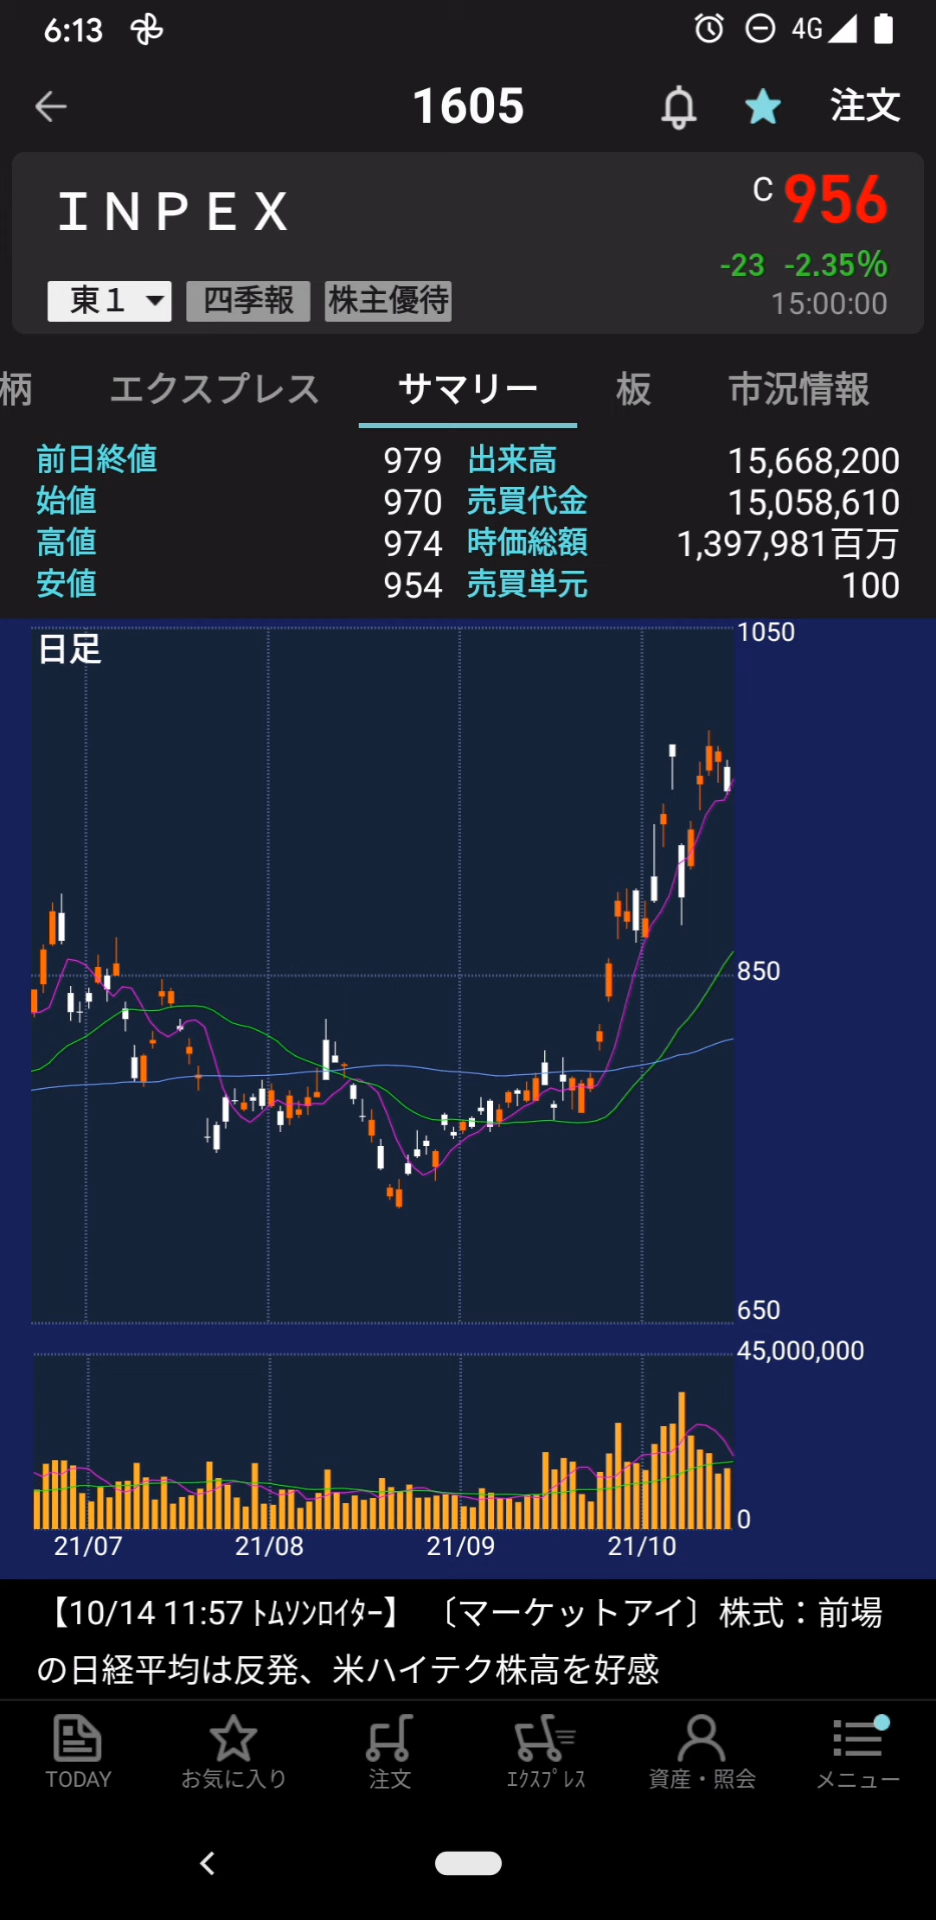 6:13
4G
1605
注文
ＩＮＰＥＸ
C 956
-23 -2.35%
東１ 四季報 株主優待
15:00:00
柄 エクスプレス サマリー 板 市況情報
前日終値 979 出来高 15,668,200
始値 970 売買代金 15,058,610
高値 974 時価総額 1,397,981百万
安値 954 売買単元 100
日足
1050
850
650
45,000,000
0
21/07 21/08 21/09 21/10
【10/14 11:57 ﾄﾑｿﾝﾛｲﾀｰ】 〔マーケットアイ〕株式：前場
の日経平均は反発、米ハイテク株高を好感
TODAY お気に入り 注文 ｴｸｽﾌﾟﾚｽ 資産・照会 メニュー